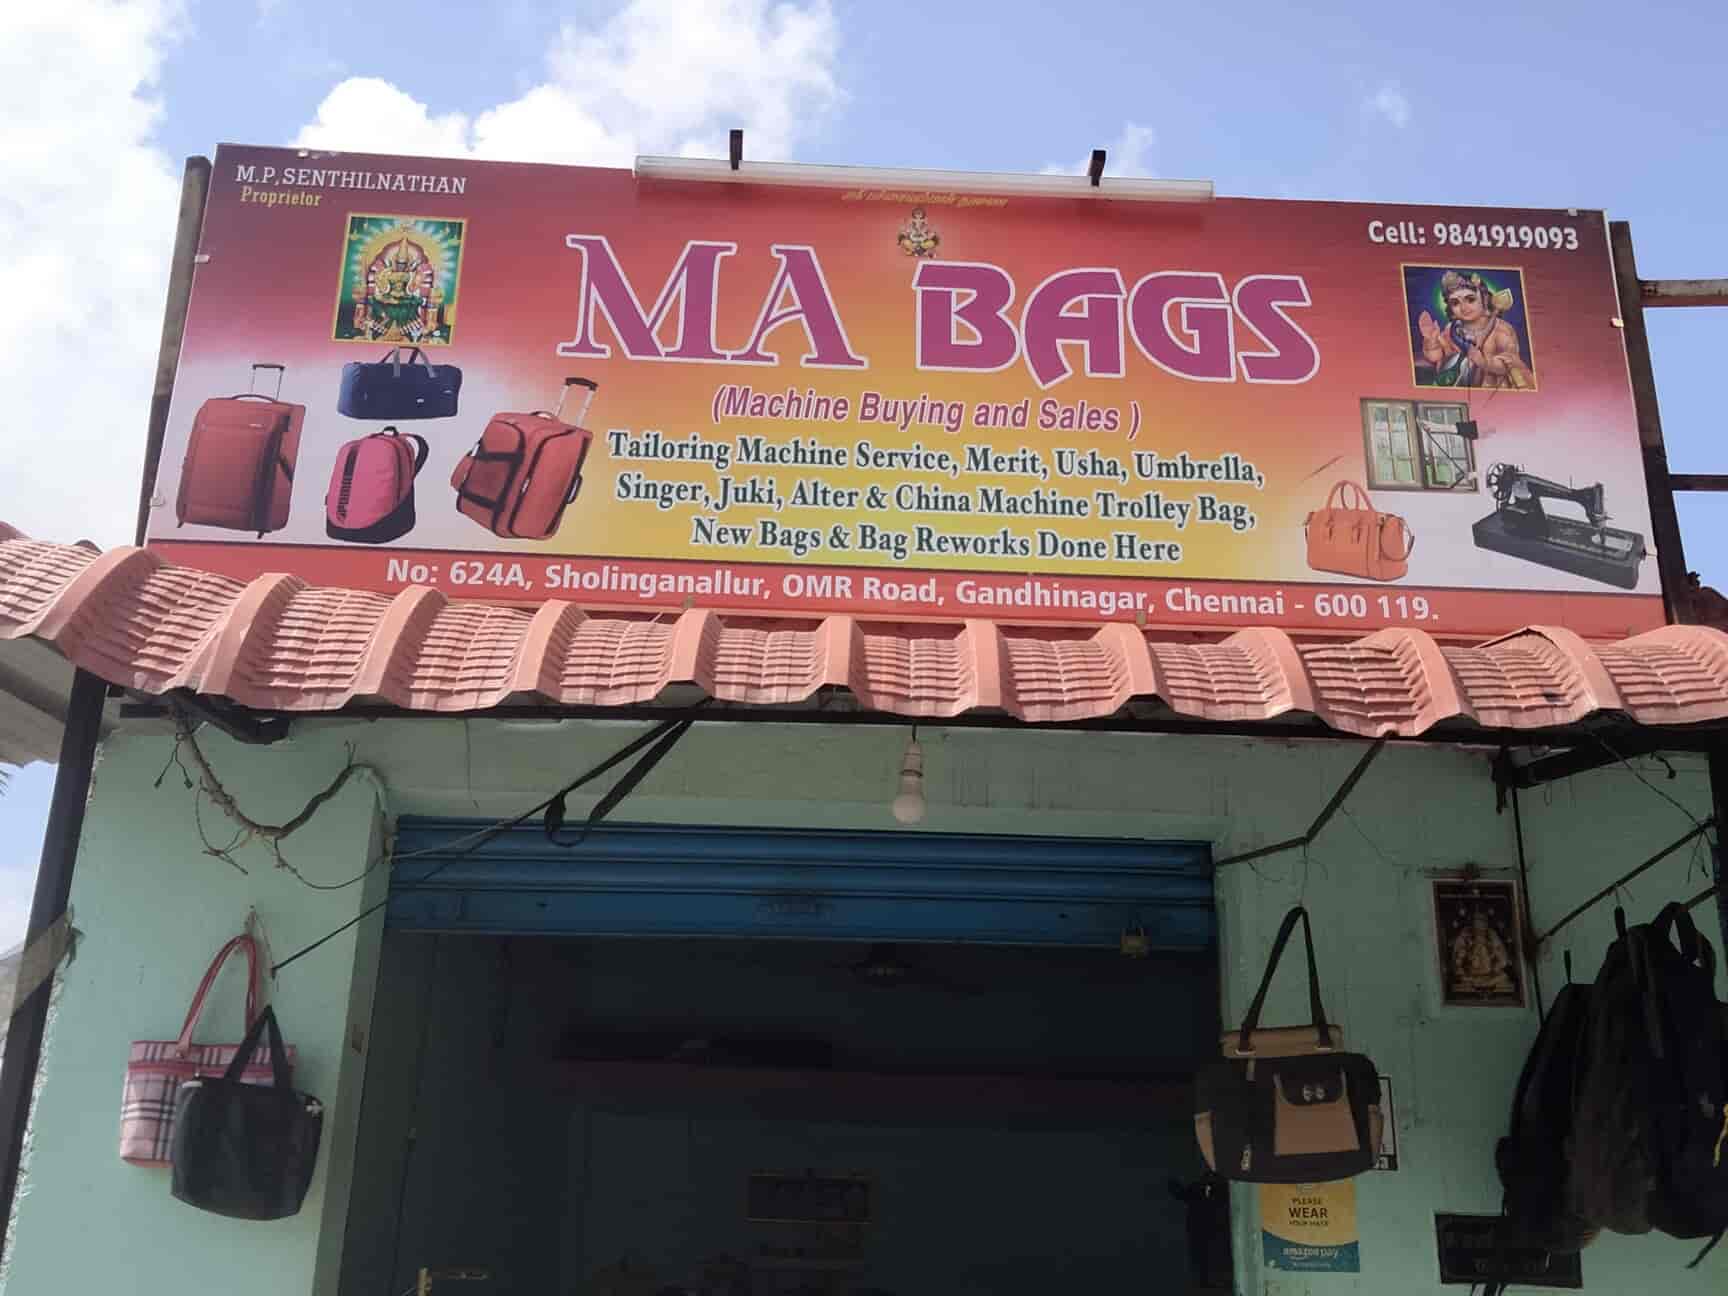 M.P,SENTHILNATHAN
Proprietor
Cell: 9841919093
MA BAGS
(Machine Buying and Sales )
Tailoring Machine Service, Merit, Usha, Umbrella,
Singer, Juki, Alter & China Machine Trolley Bag,
New Bags & Bag Reworks Done Here
No: 624A, Sholinganallur, OMR Road, Gandhinagar, Chennai - 600 119.
PLEASE
WEAR
YOUR MASK
amazon pay